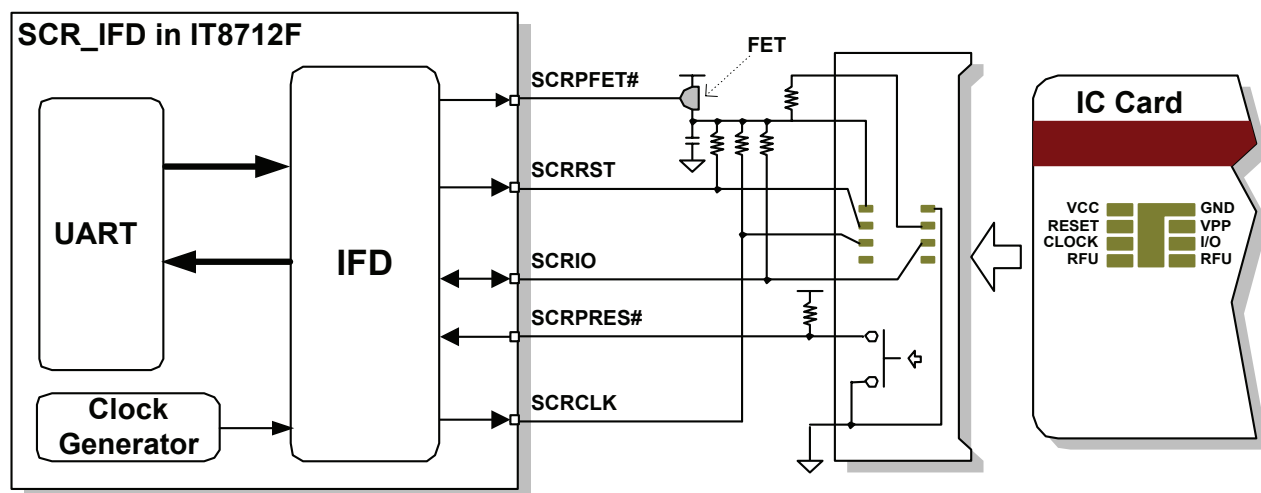 SCR_IFD in IT8712F
UART
IFD
Clock
Generator
SCRPFET#
SCRRST
SCRIO
SCRPRES#
SCRCLK
FET
IC Card
VCC
RESET
CLOCK
RFU
GND
VPP
I/O
RFU